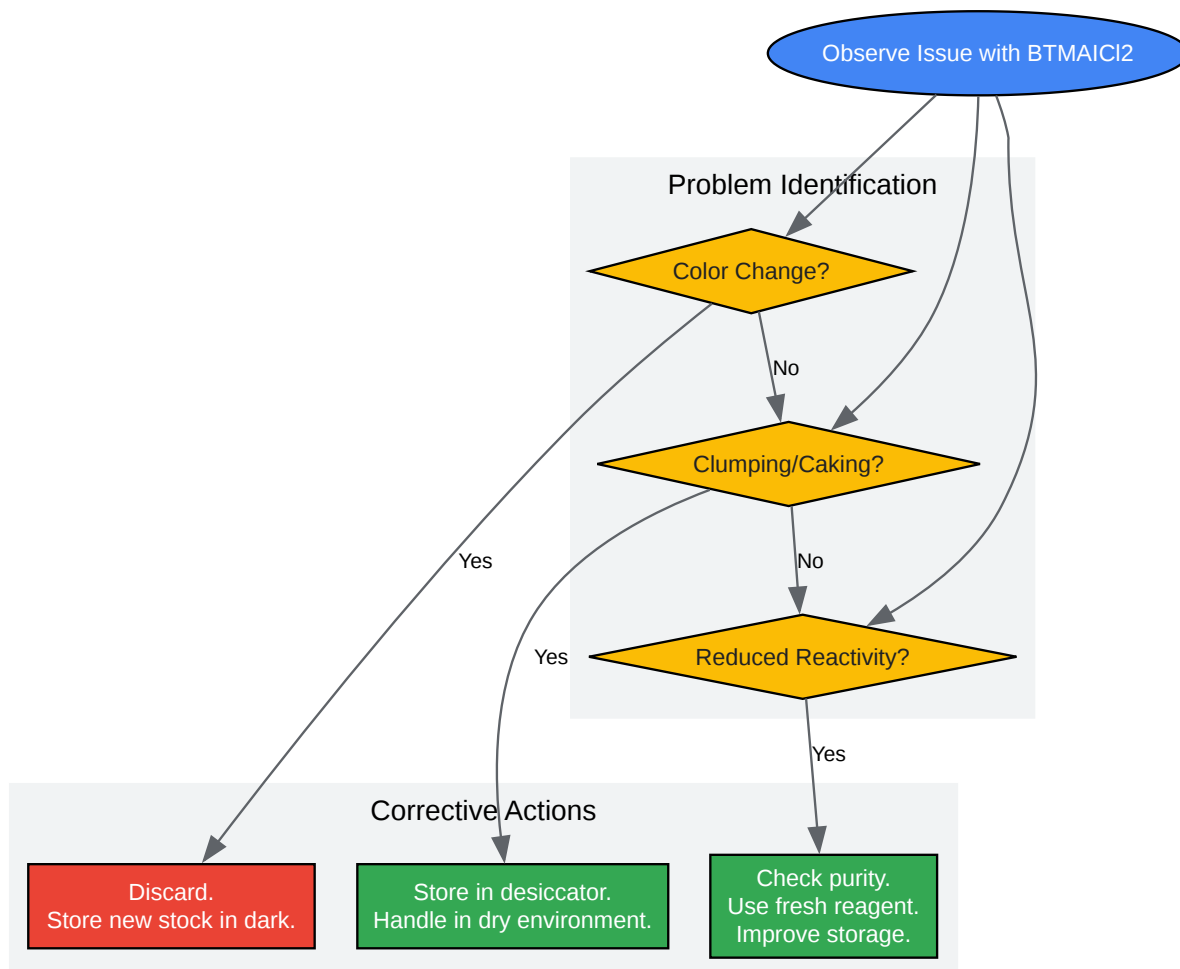 Observe Issue with BTMAICl2
Problem Identification
Color Change?
No
Clumping/Caking?
Yes
No
Yes
Reduced Reactivity?
Yes
Corrective Actions
Discard.
Store new stock in dark.
Store in desiccator.
Handle in dry environment.
Check purity.
Use fresh reagent.
Improve storage.